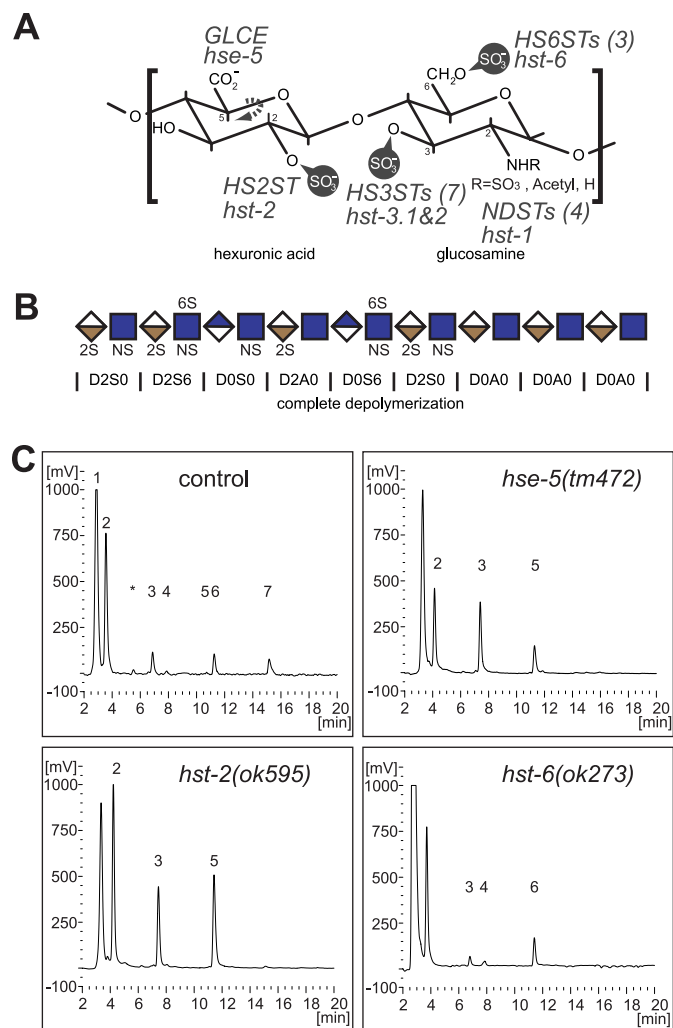 A
GLCE
hse-5
HS6STs (3)
hst-6
CO2-
SO3-
CH2O
6
O
O
5
2
HO
O
O
O
O
2
3
O
SO3-
SO3-
NHR
HS2ST
hst-2
HS3STs (7)
hst-3.1&2
R=SO3 , Acetyl, H
NDSTs (4)
hst-1
hexuronic acid
glucosamine
B
6S 6S
2S NS 2S NS NS 2S NS 2S NS
| D2S0 | D2S6 | D0S0 | D2A0 | D0S6 | D2S0 | D0A0 | D0A0 | D0A0 |
complete depolymerization
C
[mV]
control
1
2
* 3 4 5 6 7
1000
750
500
250
-100
2 4 6 8 10 12 14 16 18 20
[min]
[mV]
hse-5(tm472)
2 3 5
1000
750
500
250
-100
2 4 6 8 10 12 14 16 18 20
[min]
[mV]
hst-2(ok595)
2
3 5
1000
750
500
250
-100
2 4 6 8 10 12 14 16 18 20
[min]
[mV]
hst-6(ok273)
3 4 6
1000
750
500
250
-100
2 4 6 8 10 12 14 16 18 20
[min]